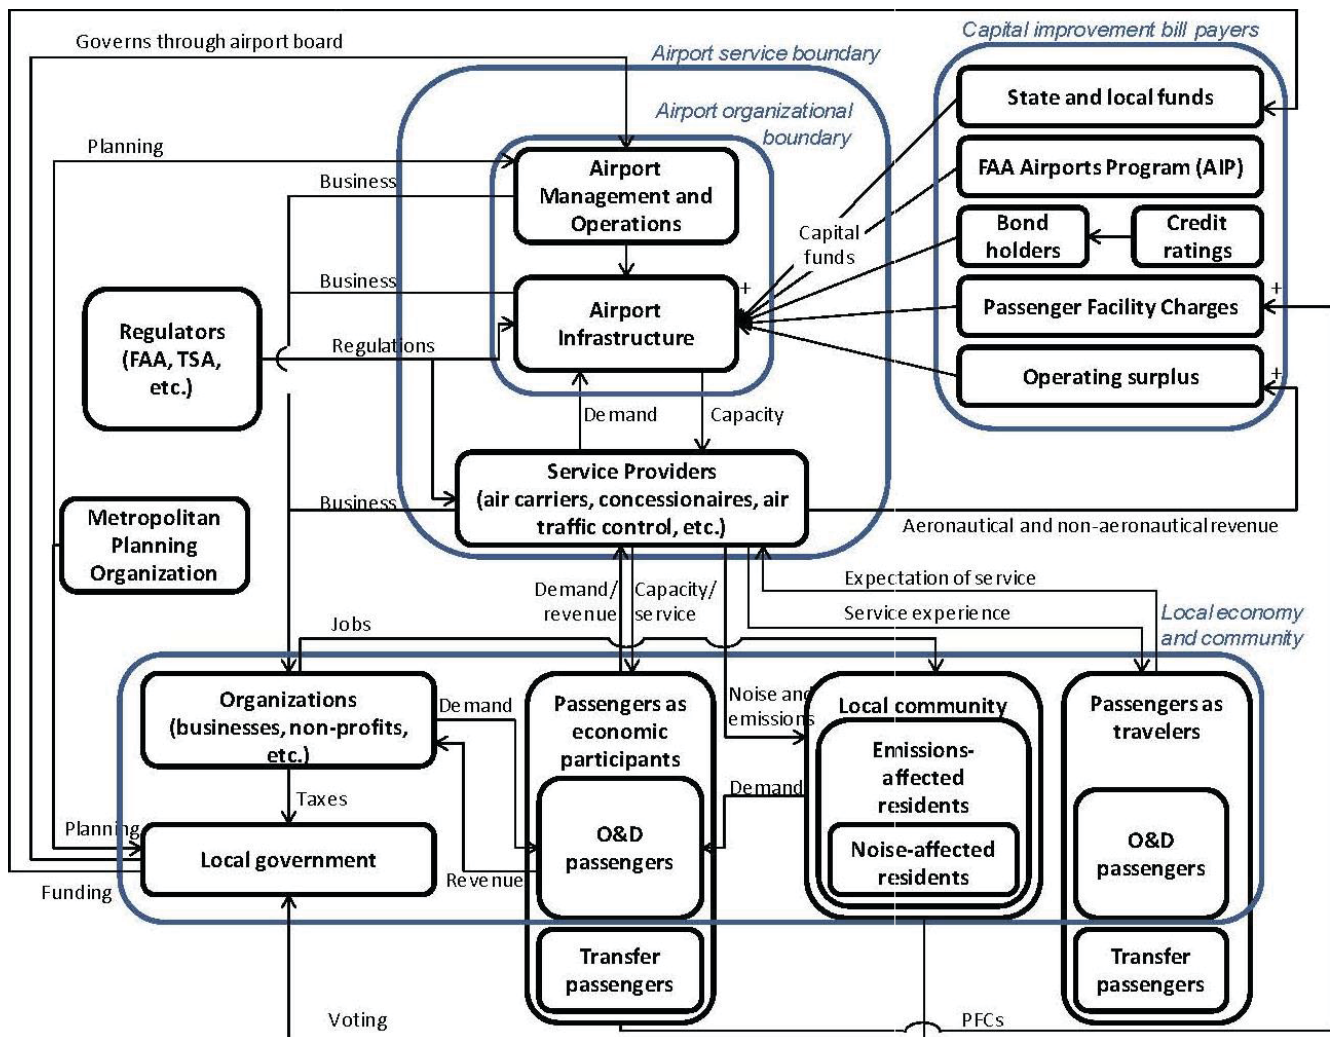 Governs through airport board
Capital improvement bill payers
Airport service boundary
State and local funds
Airport organizational
boundary
Planning
Airport
Management and
Operations
FAA Airports Program (AIP)
Business
Capital
funds
Bond
holders
Credit
ratings
Business
+
+
Airport
Infrastructure
Passenger Facility Charges
Regulators
(FAA, TSA,
etc.)
Regulations
+
Operating surplus
Demand
Capacity
Service Providers
(air carriers, concessionaires, air
traffic control, etc.)
Business
Metropolitan
Planning
Organization
Aeronautical and non-aeronautical revenue
Demand/
revenue
Capacity/
service
Expectation of service
Service experience
Local economy
and community
Jobs
Organizations
(businesses, non-profits,
etc.)
Demand
Passengers as
economic
participants
Noise and
emissions
Local community
Passengers as
travelers
Emissions-
affected
residents
Demand
Taxes
Planning
Local government
O&D
passengers
Noise-affected
residents
O&D
passengers
Revenue
Funding
Transfer
passengers
Transfer
passengers
Voting
PFCs